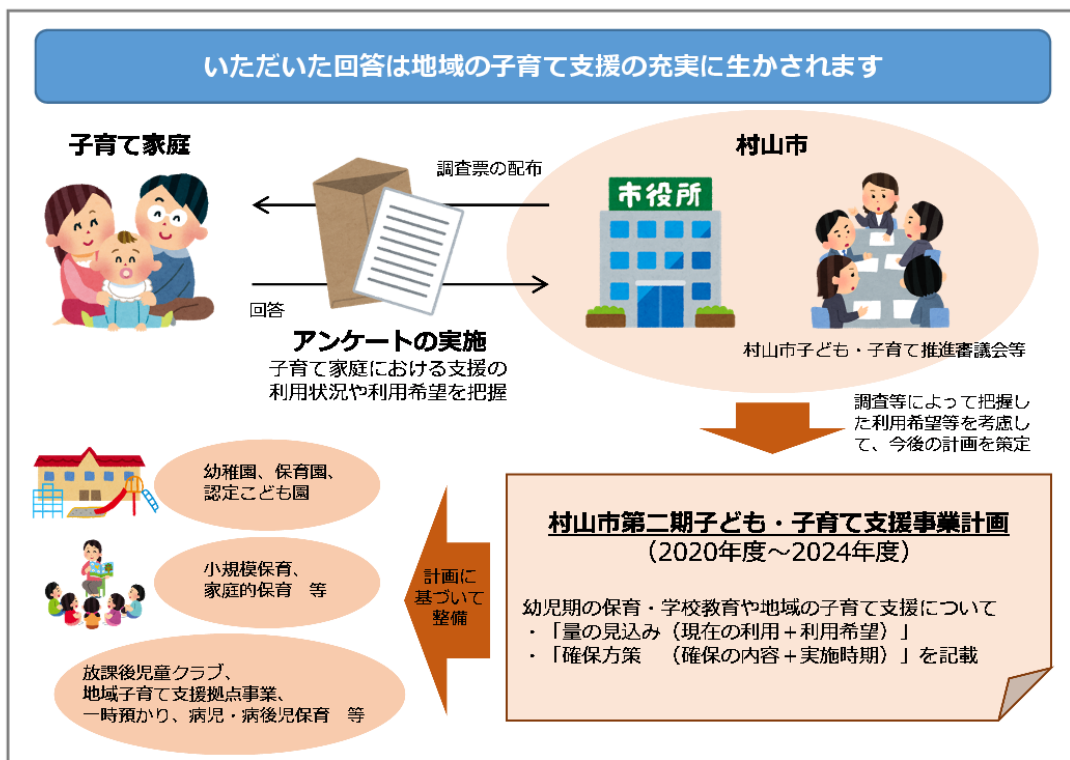 いただいた回答は地域の子育て支援の充実に生かされます
子育て家庭
調査票の配布
回答
アンケートの実施
子育て家庭における支援の
利用状況や利用希望を把握
村山市
市役所
村山市子ども・子育て推進審議会等
調査等によって把握し
た利用希望等を考慮し
て、今後の計画を策定
村山市第二期子ども・子育て支援事業計画
（2020年度～2024年度）
幼児期の保育・学校教育や地域の子育て支援について
・「量の見込み（現在の利用＋利用希望）」
・「確保方策　（確保の内容＋実施時期）」を記載
計画に
基づいて
整備
幼稚園、保育園、
認定こども園
小規模保育、
家庭的保育　等
放課後児童クラブ、
地域子育て支援拠点事業、
一時預かり、病児・病後児保育　等